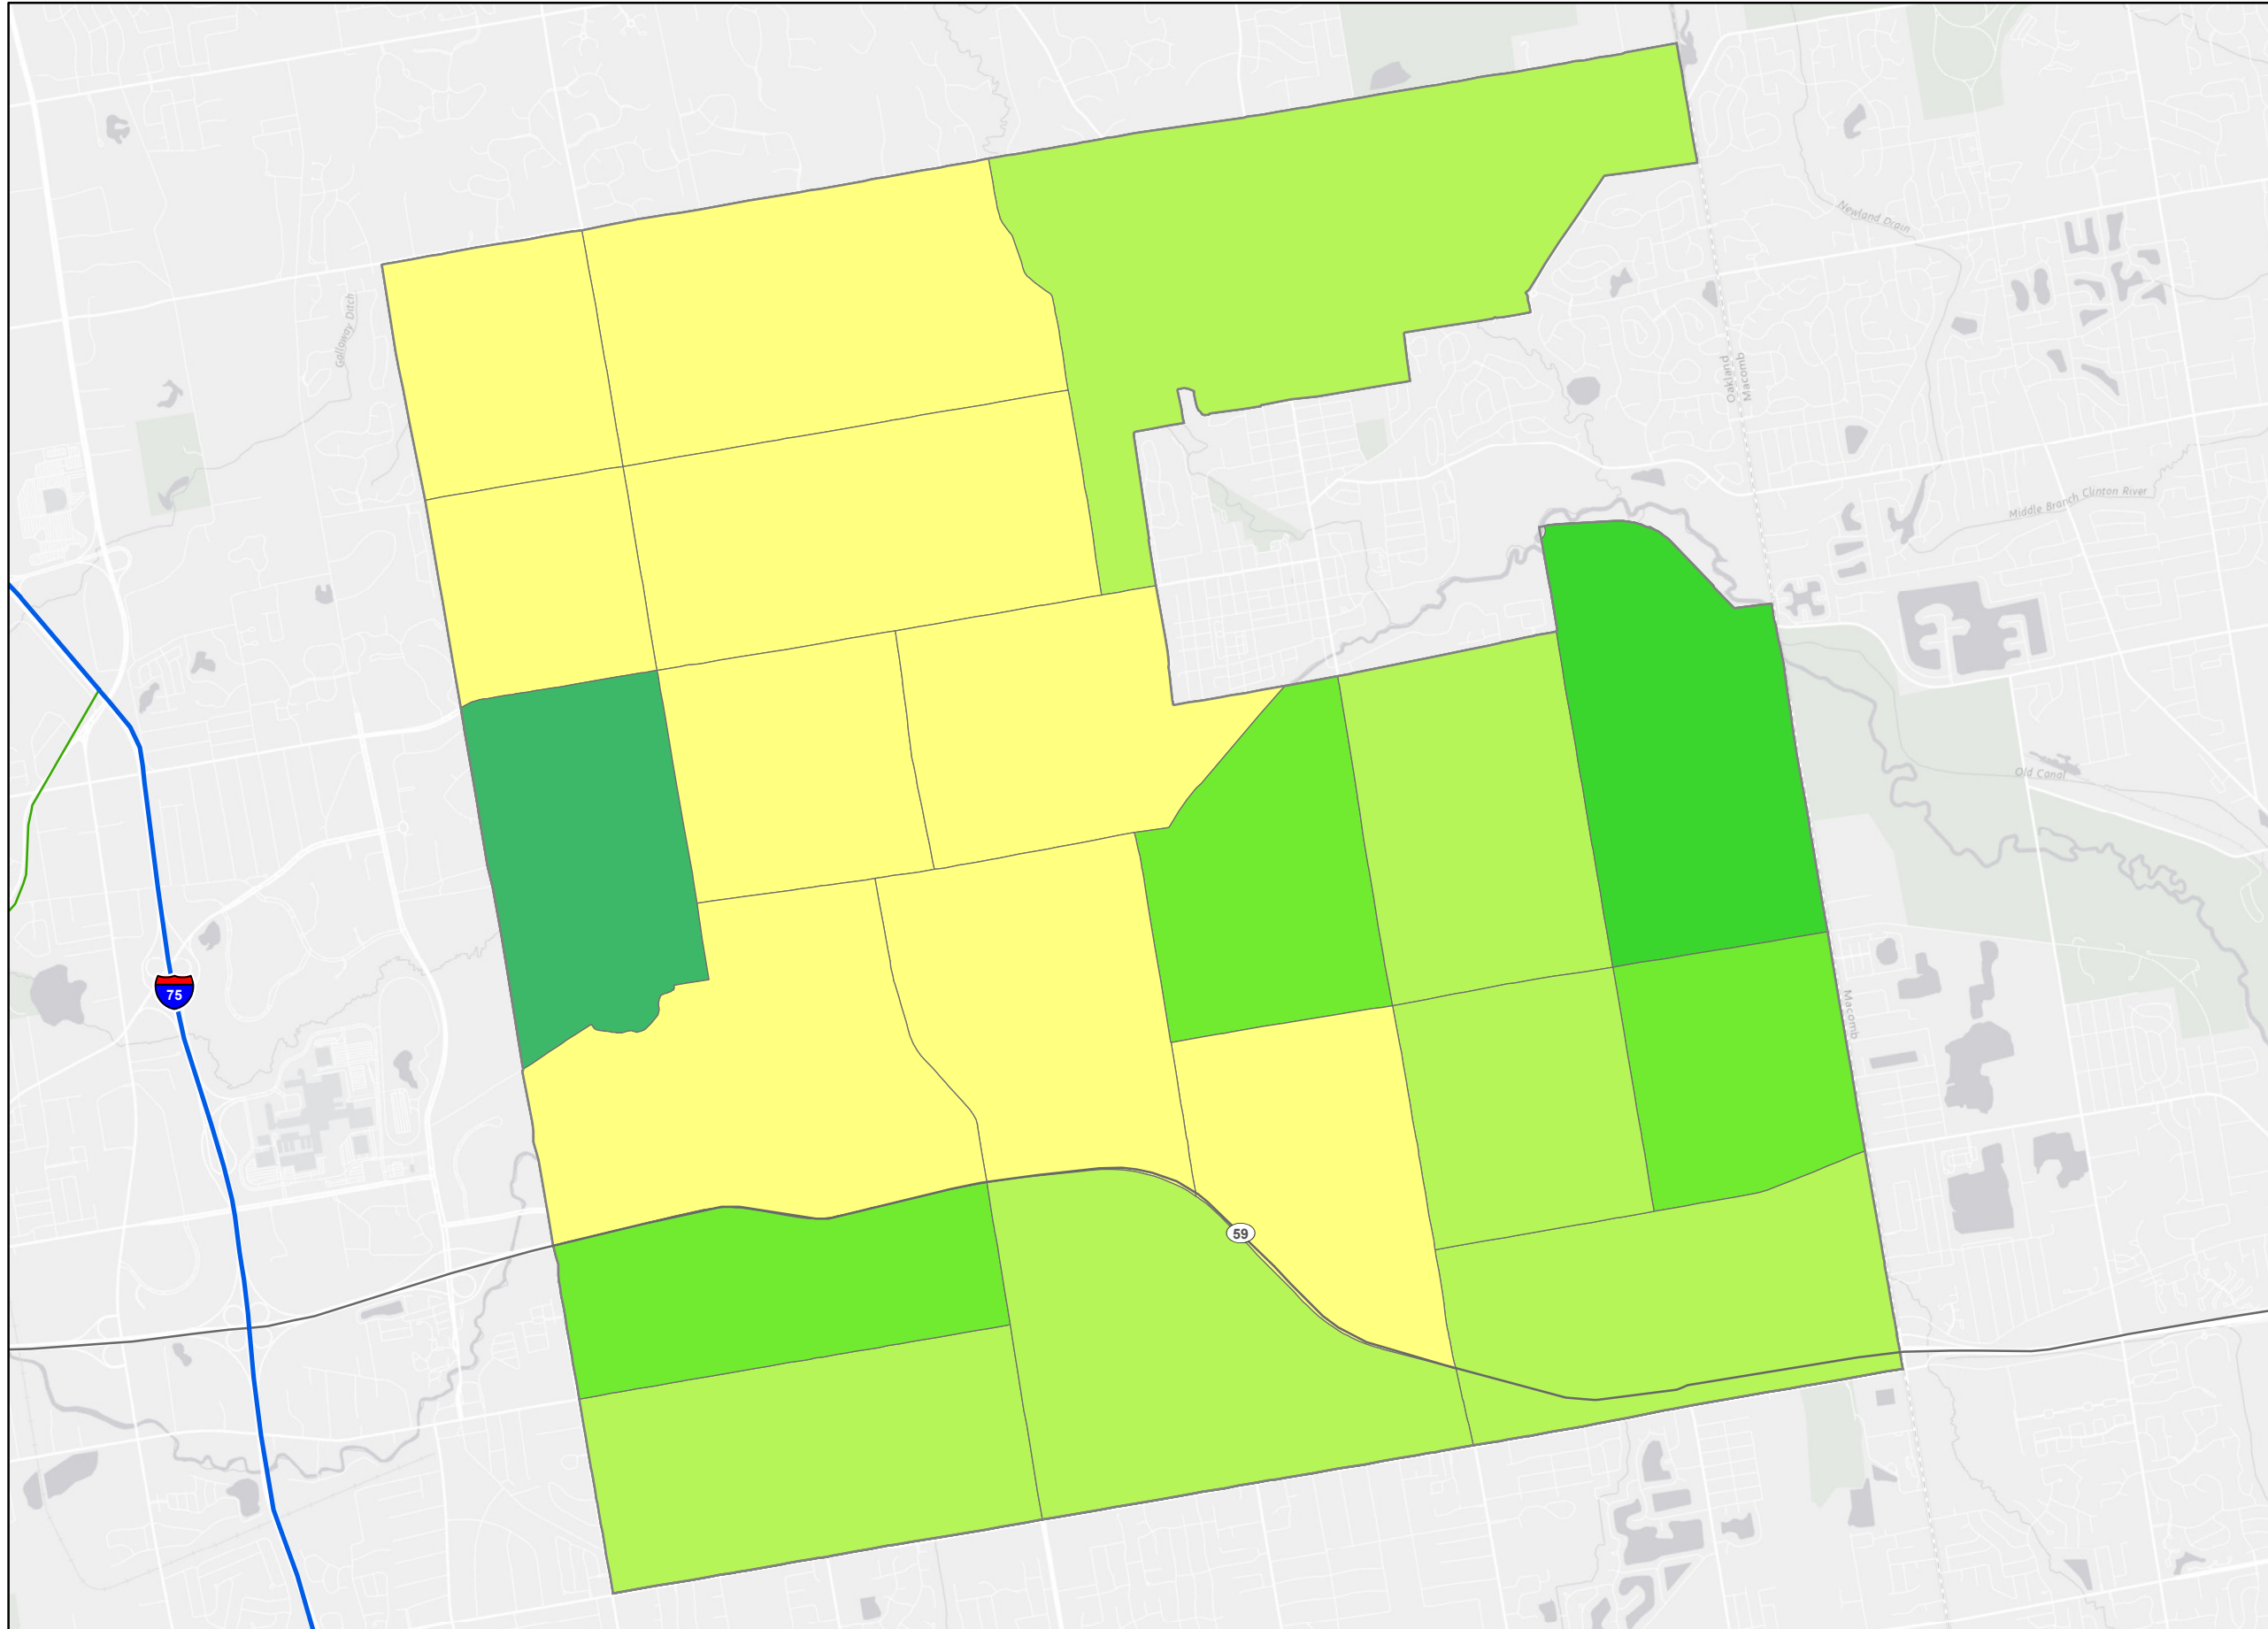 Newland Drain
Galloway Ditch
Oakland
Macomb
Middle Branch Clinton River
Old Canal
75
Macomb
59